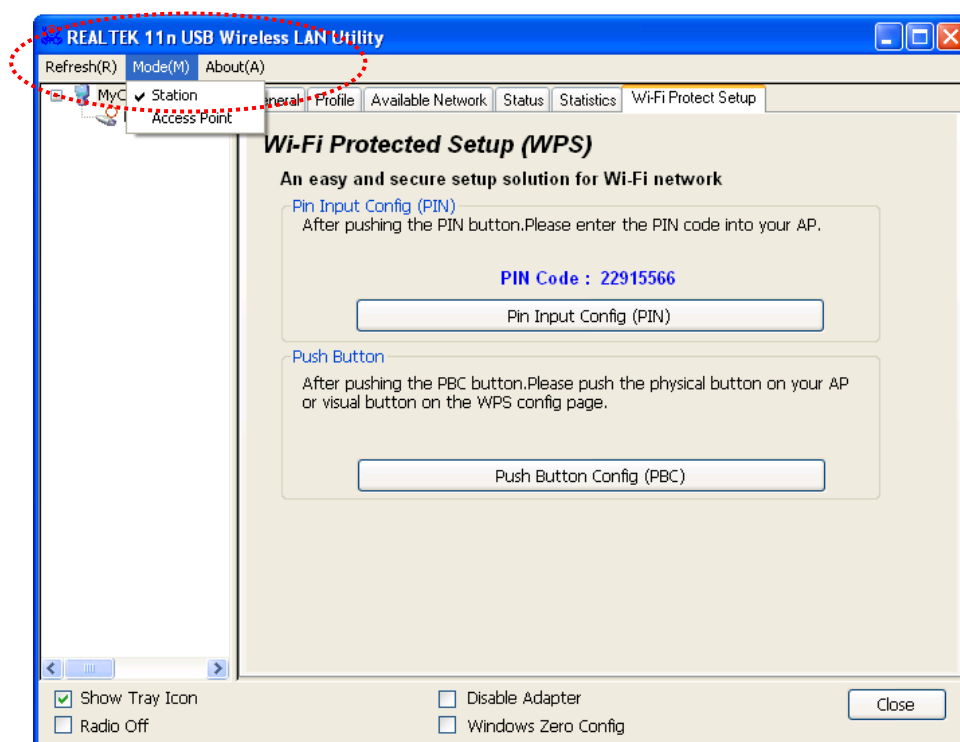 REALTEK 11n USB Wireless LAN Utility
Refresh(R) Mode(M) About(A)
Station
Access Point
Profile Available Network Status Statistics Wi-Fi Protect Setup
Wi-Fi Protected Setup (WPS)
An easy and secure setup solution for Wi-Fi network
Pin Input Config (PIN)
After pushing the PIN button.Please enter the PIN code into your AP.
PIN Code : 22915566
Pin Input Config (PIN)
Push Button
After pushing the PBC button.Please push the physical button on your AP
or visual button on the WPS config page.
Push Button Config (PBC)
Show Tray Icon
Disable Adapter
Close
Radio Off
Windows Zero Config